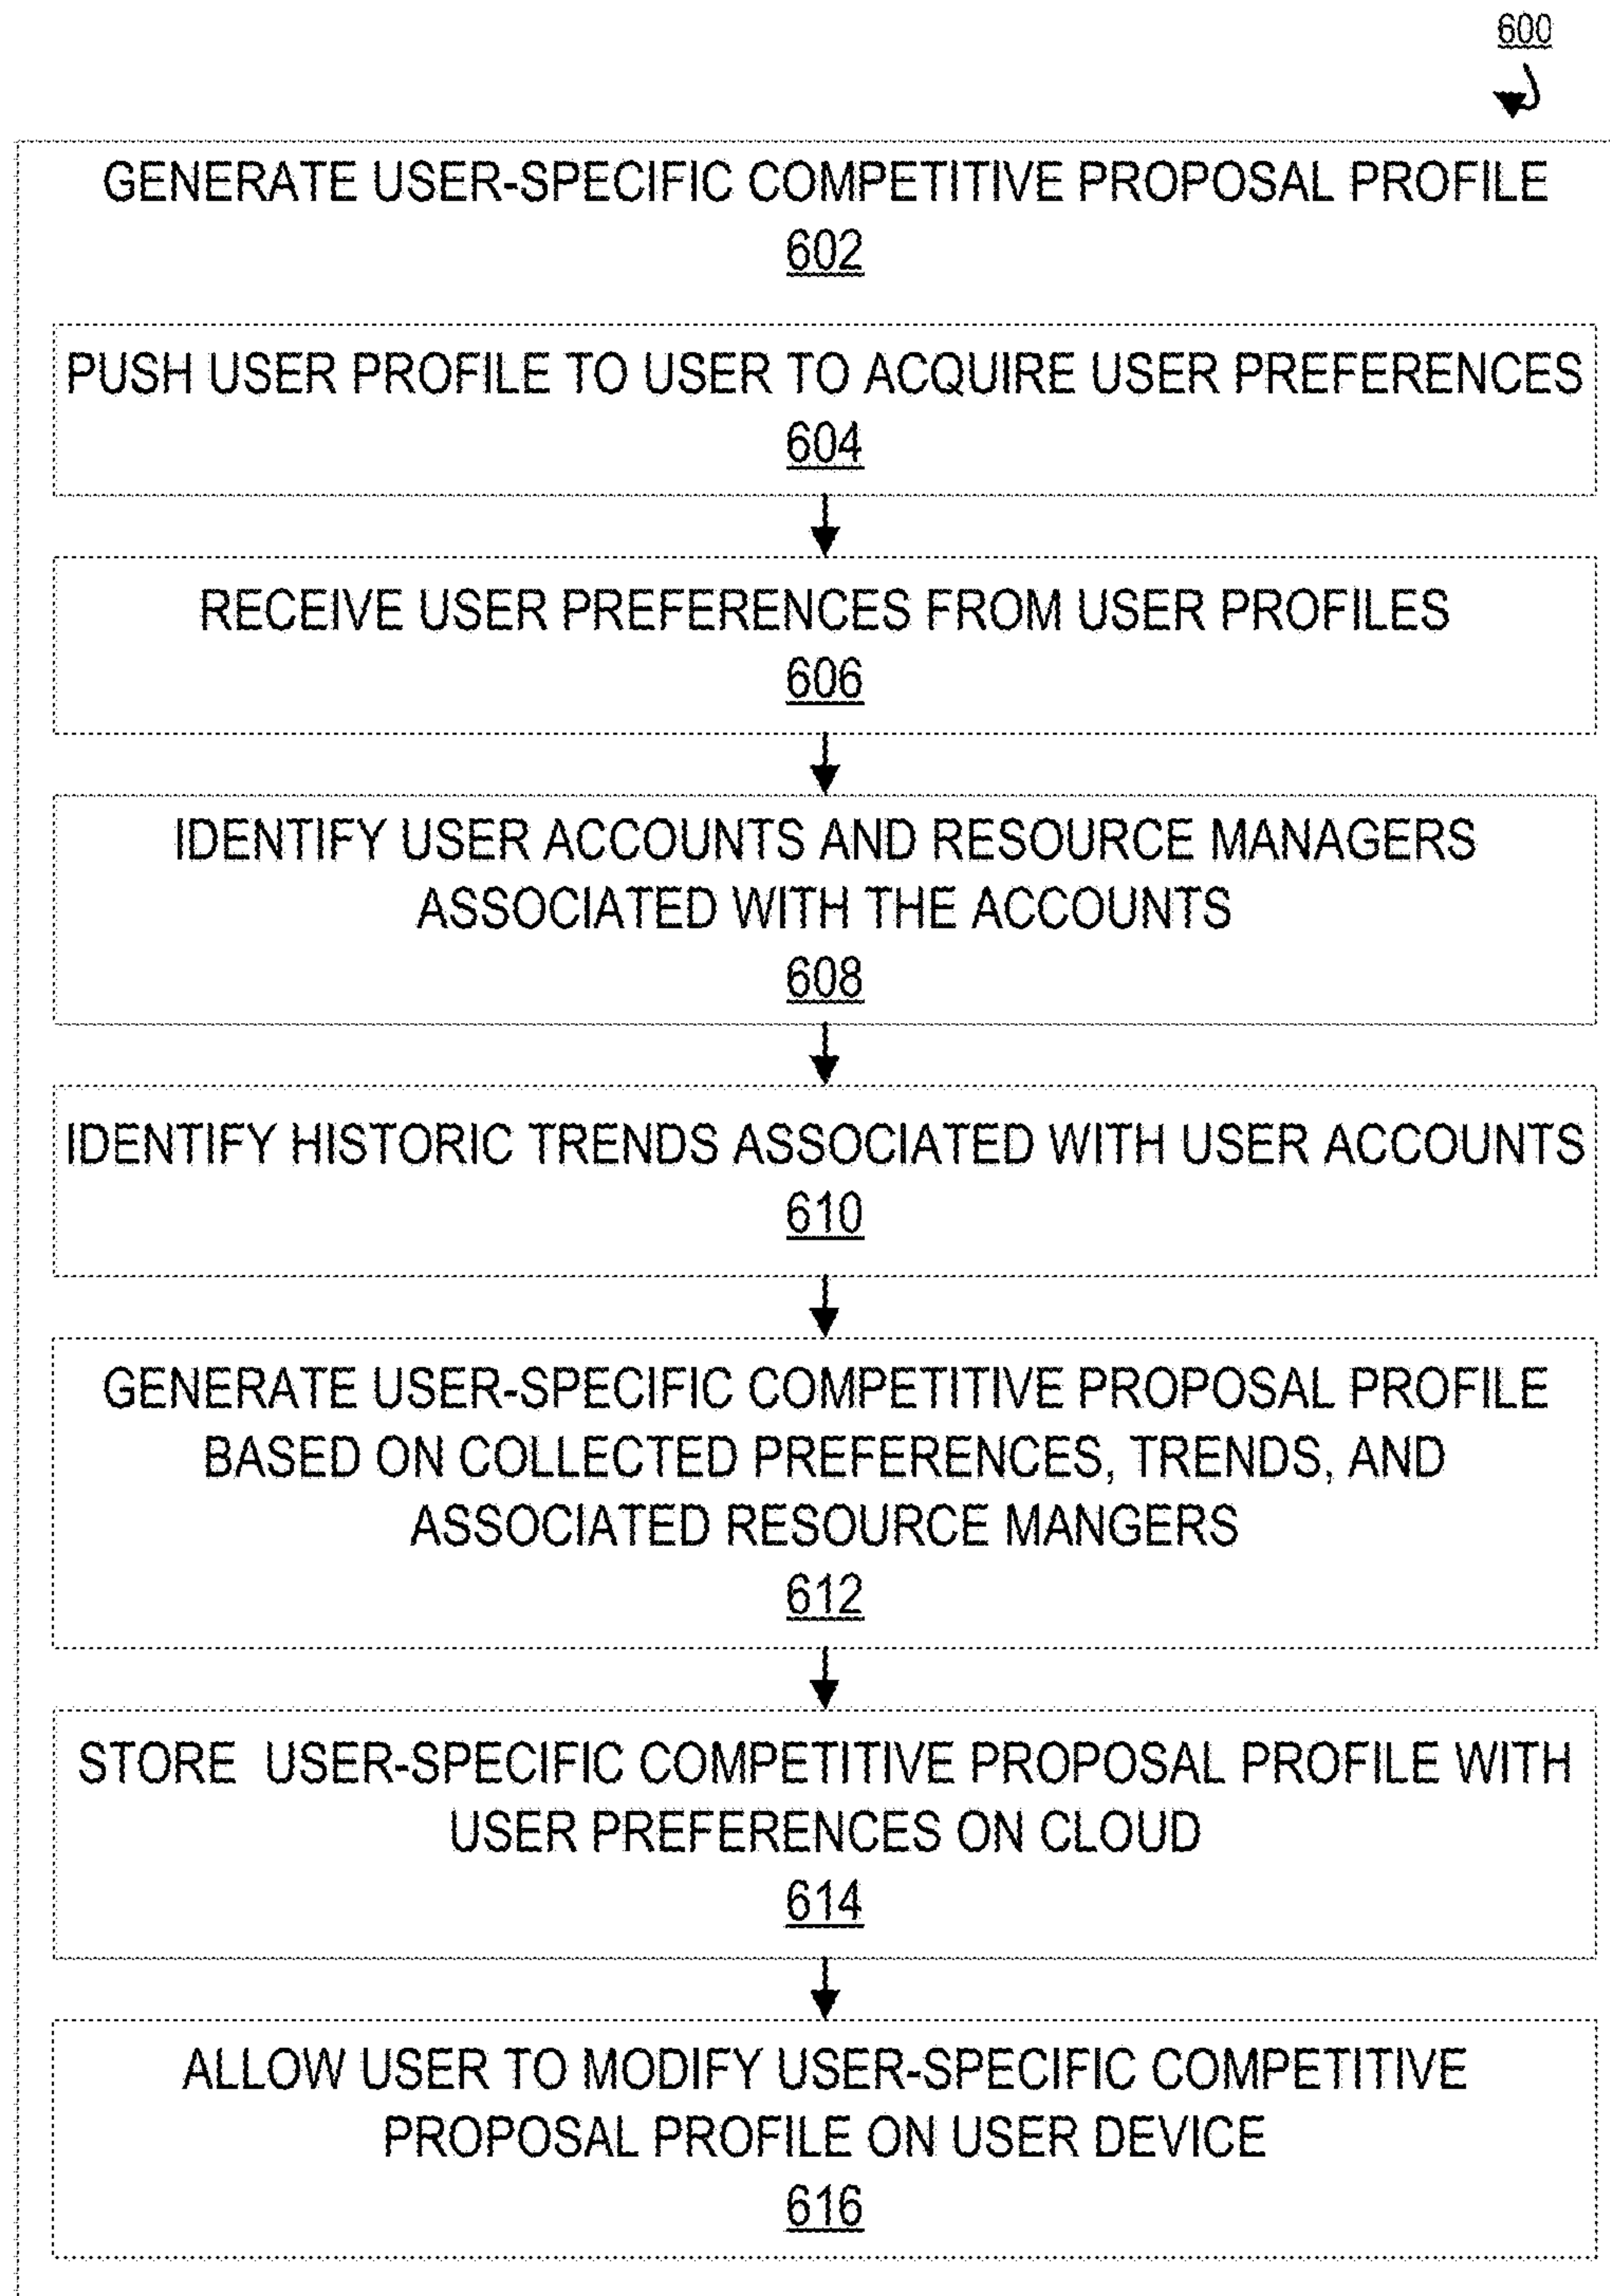 600
GENERATE USER-SPECIFIC COMPETITIVE PROPOSAL PROFILE
602
PUSH USER PROFILE TO USER TO ACQUIRE USER PREFERENCES
604
RECEIVE USER PREFERENCES FROM USER PROFILES
606
IDENTIFY USER ACCOUNTS AND RESOURCE MANAGERS
ASSOCIATED WITH THE ACCOUNTS
608
IDENTIFY HISTORIC TRENDS ASSOCIATED WITH USER ACCOUNTS
610
GENERATE USER-SPECIFIC COMPETITIVE PROPOSAL PROFILE
BASED ON COLLECTED PREFERENCES, TRENDS, AND
ASSOCIATED RESOURCE MANGERS
612
STORE USER-SPECIFIC COMPETITIVE PROPOSAL PROFILE WITH
USER PREFERENCES ON CLOUD
614
ALLOW USER TO MODIFY USER-SPECIFIC COMPETITIVE
PROPOSAL PROFILE ON USER DEVICE
616